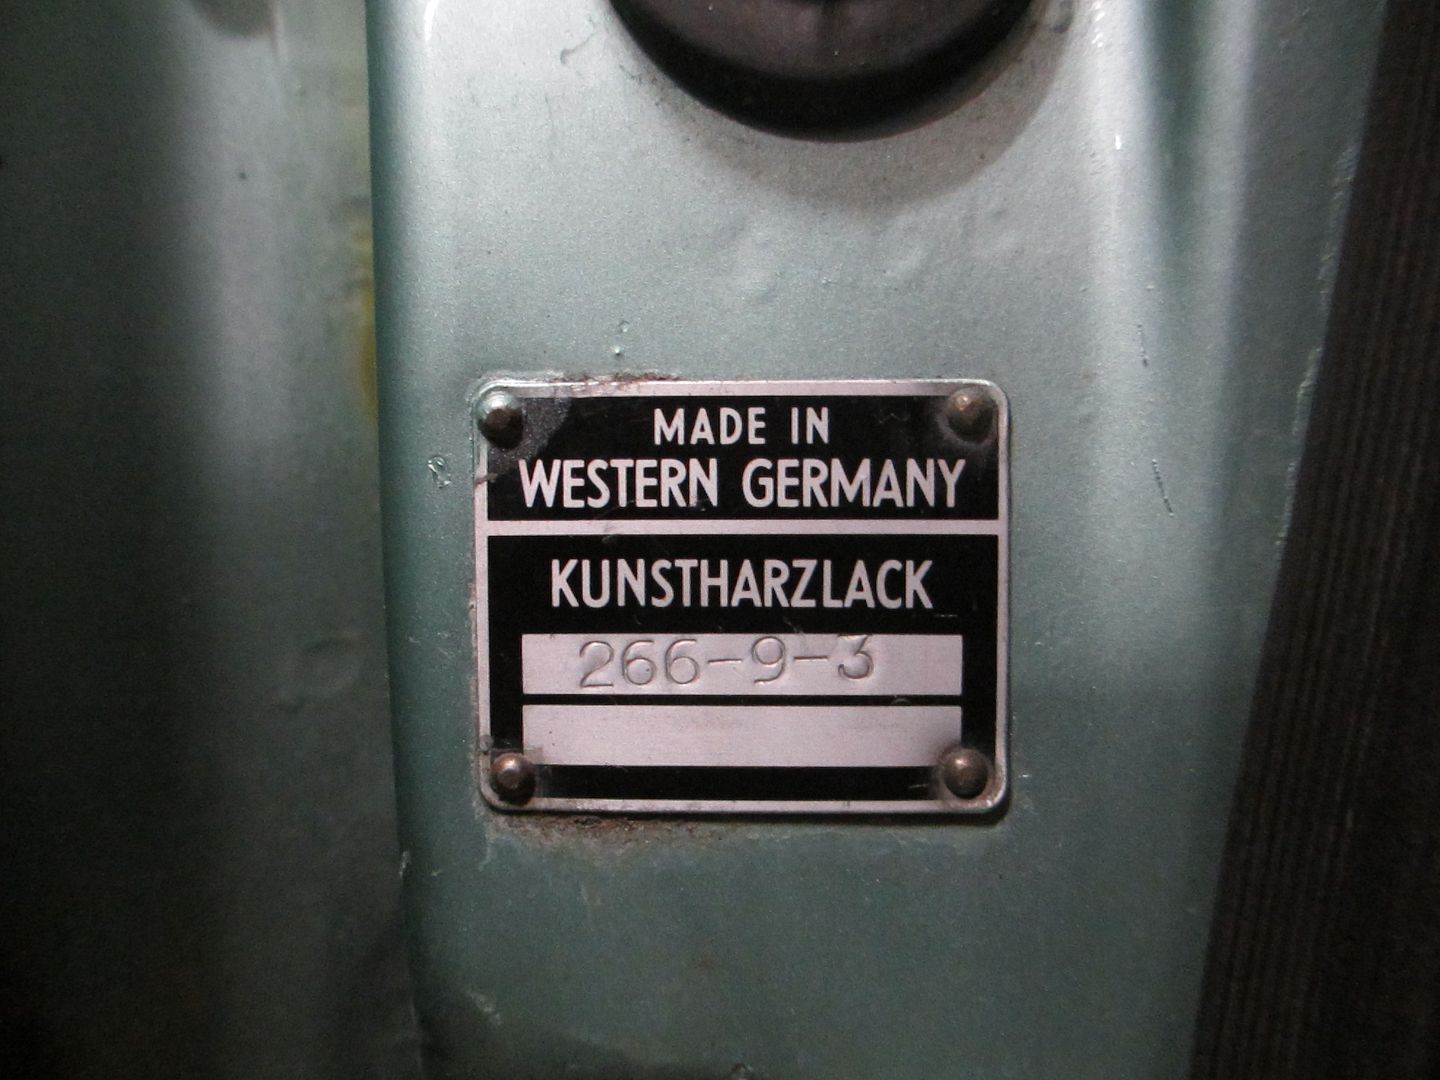 MADE IN
WESTERN GERMANY
KUNSTHARZLACK
266-9-3